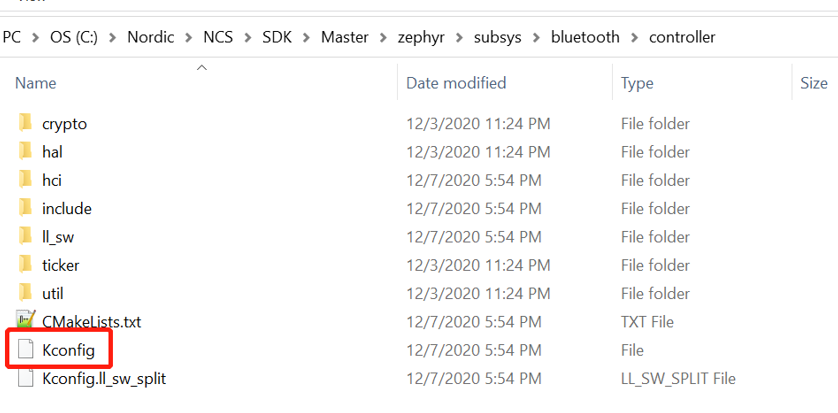 PC > OS (C:) > Nordic > NCS > SDK > Master > zephyr > subsys > bluetooth > controller
Name Date modified Type Size
crypto 12/3/2020 11:24 PM File folder
hal 12/3/2020 11:24 PM File folder
hci 12/7/2020 5:54 PM File folder
include 12/7/2020 5:54 PM File folder
ll_sw 12/7/2020 5:54 PM File folder
ticker 12/3/2020 11:24 PM File folder
util 12/3/2020 11:24 PM File folder
CMakeLists.txt 12/7/2020 5:54 PM TXT File
Kconfig 12/7/2020 5:54 PM File
Kconfig.ll_sw_split 12/7/2020 5:54 PM LL_SW_SPLIT File